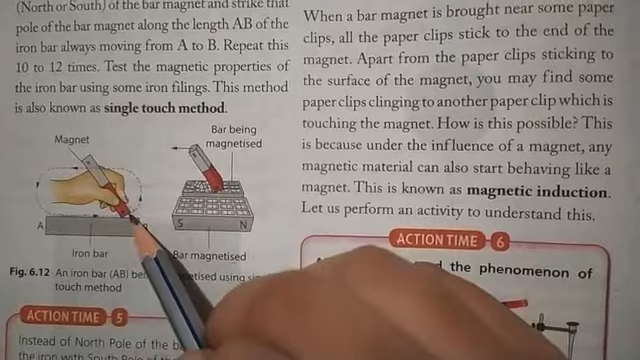 (North or South) of the bar magnet and strike that
pole of the bar magnet along the length AB of the
iron bar always moving from A to B. Repeat this
10 to 12 times. Test the magnetic properties of
the iron bar using some iron filings. This method
is also known as single touch method.
Magnet
Bar being
magnetised
A
S
N
Iron bar
Bar magnetised
Fig. 6.12 An iron bar (AB)
touch method
ACTION TIME 5
Instead of North Pole of the
the iron with South Pole of
When a bar magnet is brought near some paper
clips, all the paper clips stick to the end of the
magnet. Apart from the paper clips sticking to
the surface of the magnet, you may find some
paper clips clinging to another paper clip which is
touching the magnet. How is this possible? This
is because under the influence of a magnet, any
magnetic material can also start behaving like a
magnet. This is known as magnetic induction.
Let us perform an activity to understand this.
ACTION TIME 6
the phenomenon of